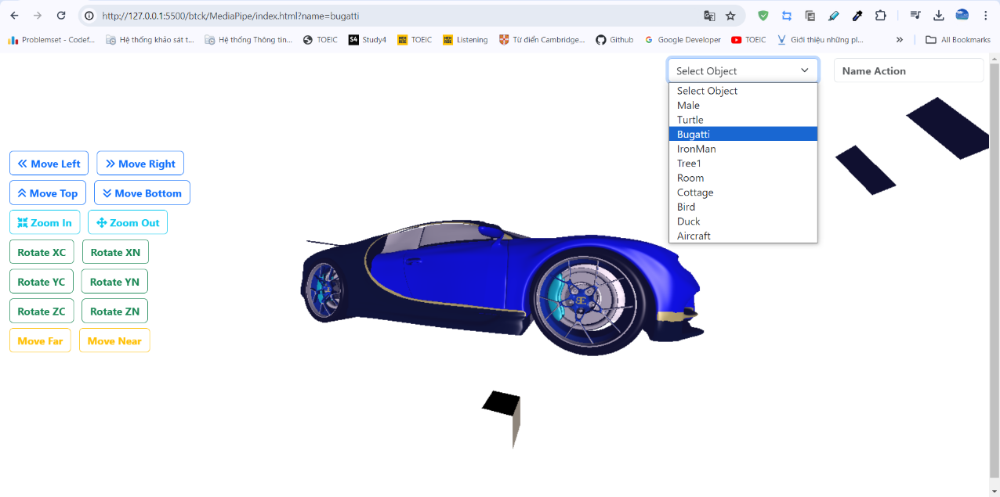 http://127.0.0.1:5500/btck/MediaPipe/index.html?name=bugatti
Problemset - Codef... Hệ thống khảo sát t... Hệ thống Thông tin... TOEIC S4 Study4 TOEIC Listening Từ điển Cambridge... Github Google Developer TOEIC Giới thiệu những pl... » All Bookmarks
Select Object Name Action
Select Object
Male
Turtle
Bugatti
IronMan
Tree1
Room
Cottage
Bird
Duck
Aircraft
Move Left Move Right
Move Top Move Bottom
Zoom In Zoom Out
Rotate XC Rotate XN
Rotate YC Rotate YN
Rotate ZC Rotate ZN
Move Far Move Near